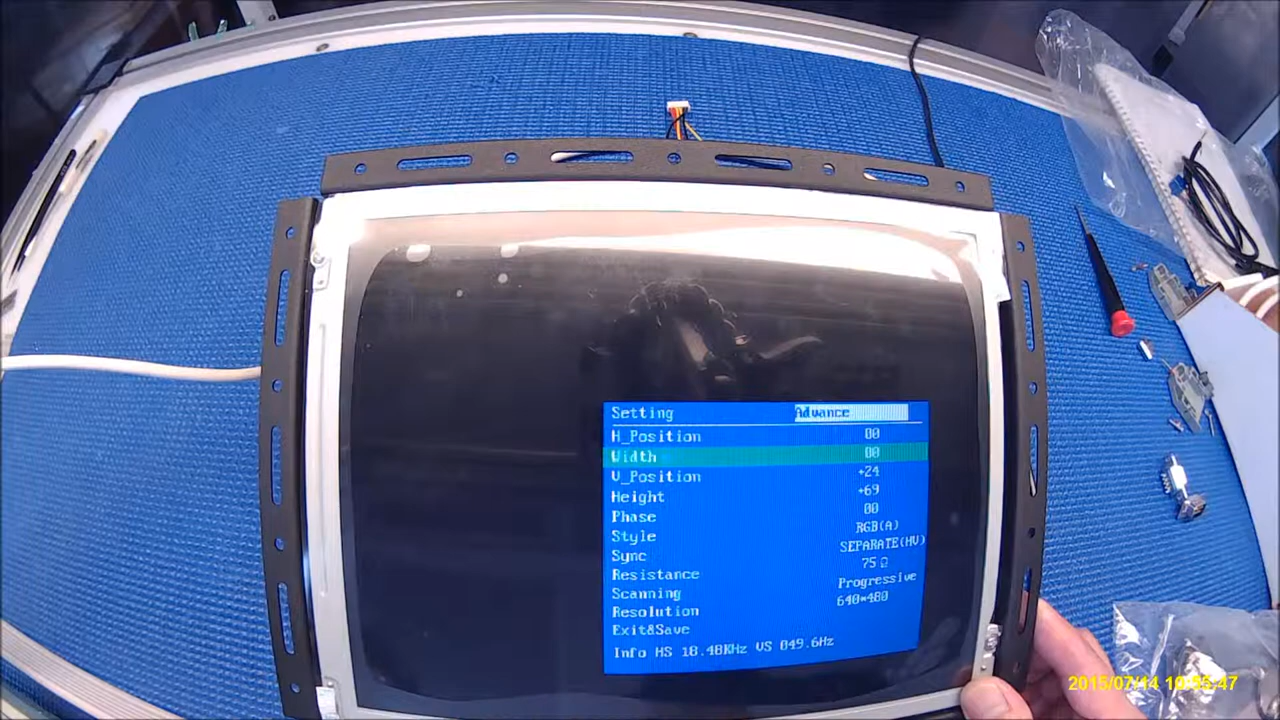 Setting Advance
H_Position 00
Width 00
V_Position +24
Height +69
Phase 00
Style RGB(A)
Sync SEPARATE(HV)
Resistance 75Ω
Scanning Progressive
Resolution 640*480
Exit&Save
Info HS 18.48KHz VS 049.6Hz
2015/07/14 10:55:47